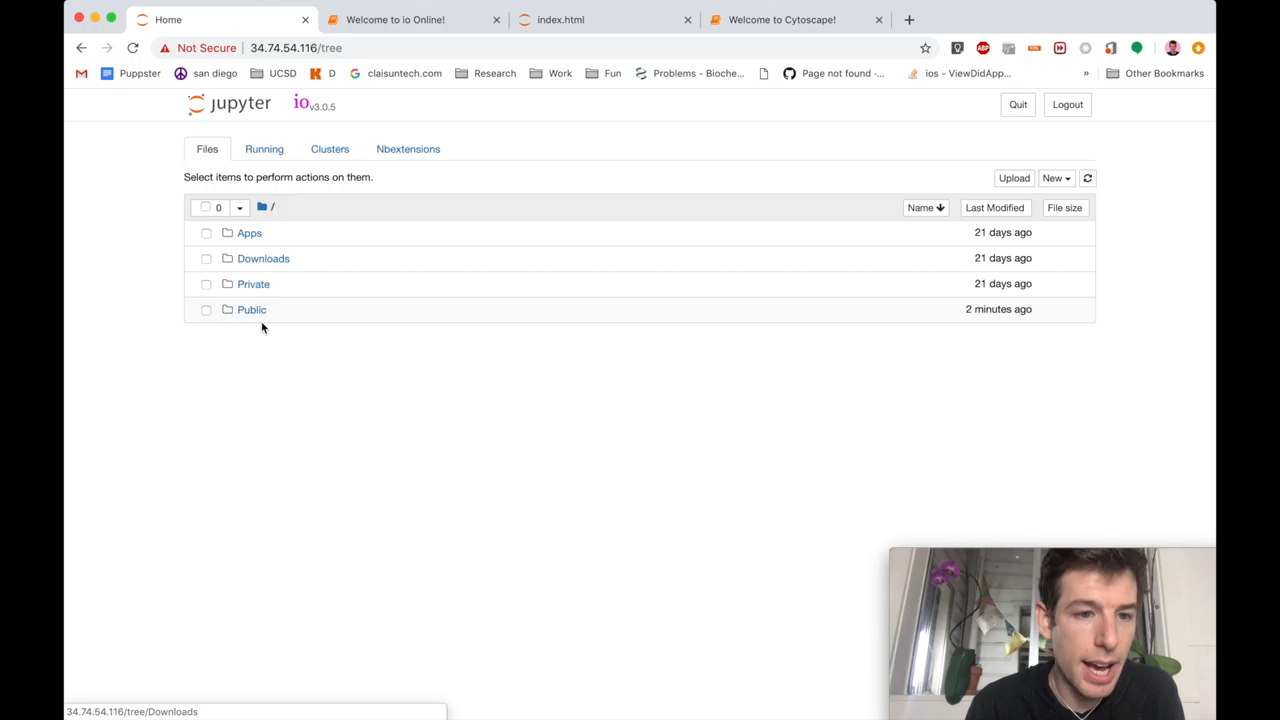 Home
Welcome to io Online!
index.html
Welcome to Cytoscape!
Not Secure 34.74.54.116/tree
ABP
Puppster san diego UCSD D claisuntech.com Research Work Fun Problems - Bioche... Page not found ·... ios - ViewDidApp... » Other Bookmarks
jupyter io v3.0.5
Quit Logout
Files Running Clusters Nbextensions
Select items to perform actions on them.
Upload New
0 / Name Last Modified File size
Apps 21 days ago
Downloads 21 days ago
Private 21 days ago
Public 2 minutes ago
34.74.54.116/tree/Downloads